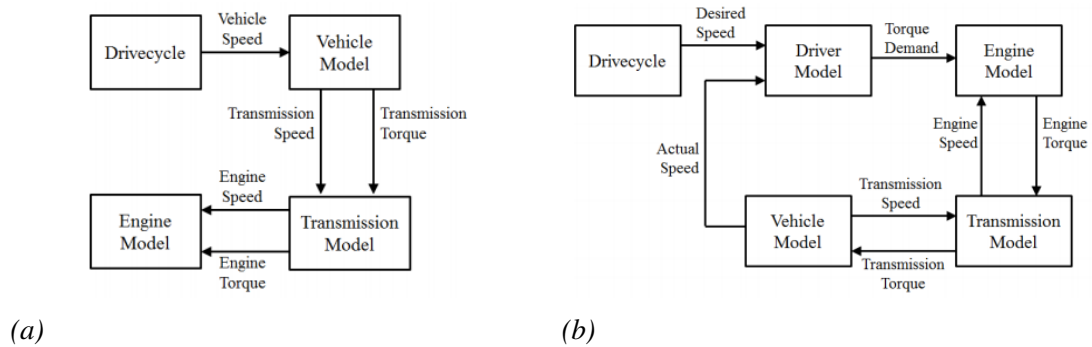 Drivecycle
Vehicle
Speed
Vehicle
Model
Transmission
Speed
Transmission
Torque
Engine
Speed
Engine
Model
Transmission
Model
Engine
Torque
(a)
Drivecycle
Desired
Speed
Driver
Model
Torque
Demand
Engine
Model
Actual
Speed
Engine
Speed
Engine
Torque
Transmission
Speed
Vehicle
Model
Transmission
Model
Transmission
Torque
(b)